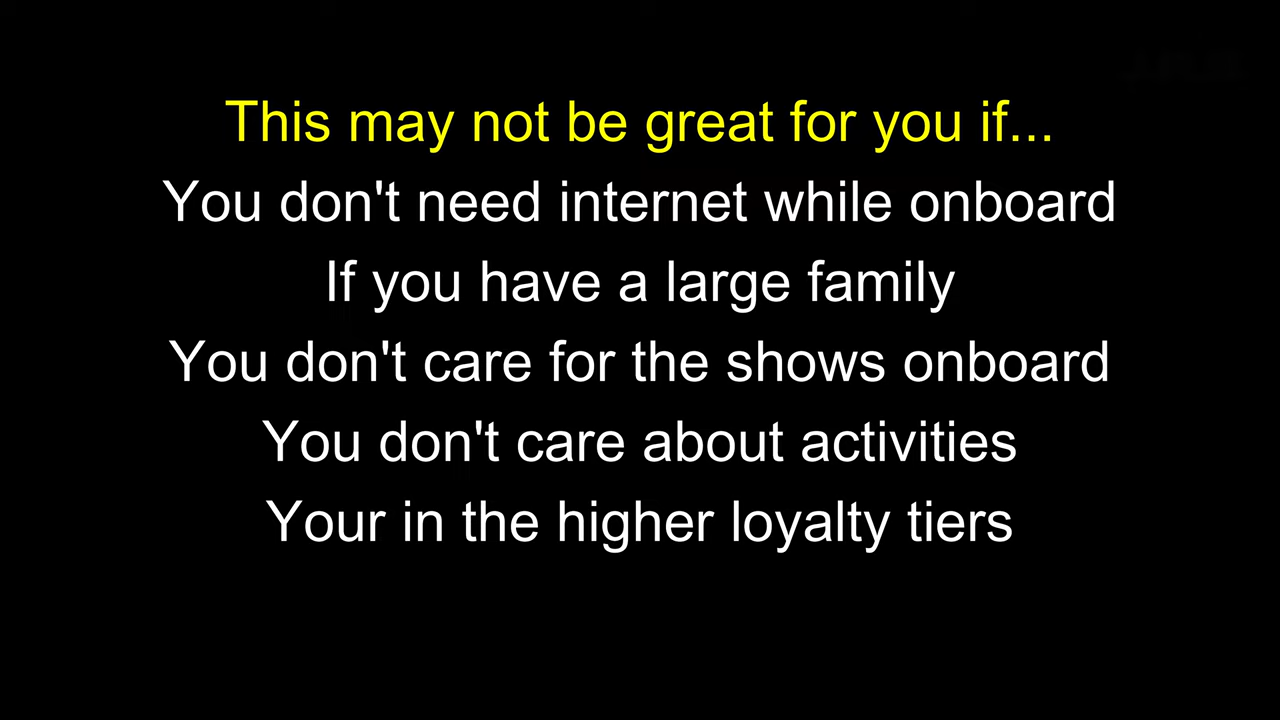 This may not be great for you if...
You don't need internet while onboard
If you have a large family
You don't care for the shows onboard
You don't care about activities
Your in the higher loyalty tiers